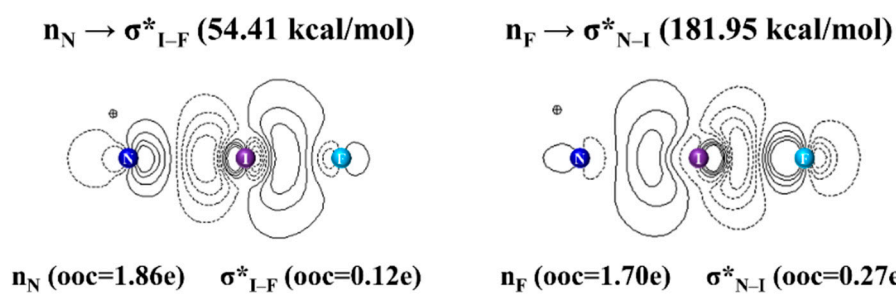 n_N → σ*_I–F (54.41 kcal/mol)
n_F → σ*_N–I (181.95 kcal/mol)
N I F
N I F
n_N (ooc=1.86e) σ*_I–F (ooc=0.12e)
n_F (ooc=1.70e) σ*_N–I (ooc=0.27e